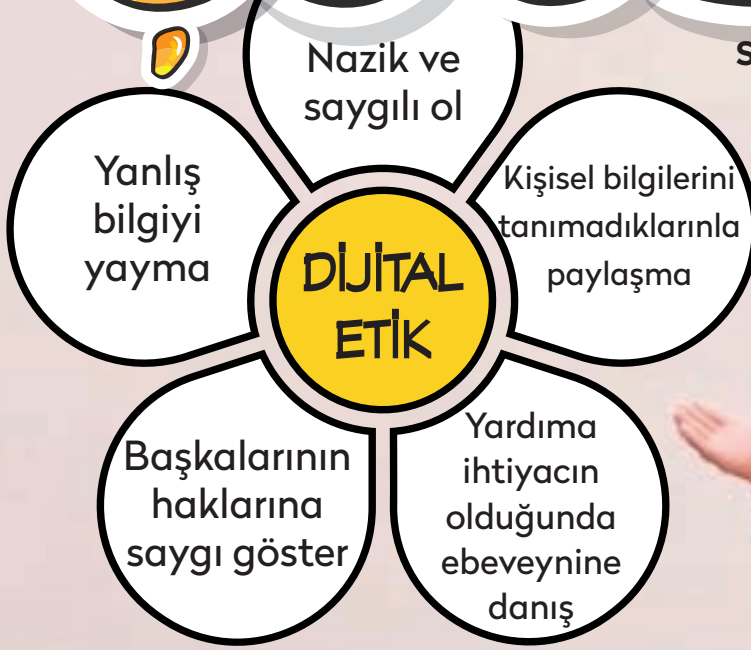 Nazik ve
saygılı ol
Yanlış
bilgiyi
yayma
Kişisel bilgilerini
tanımadıklarınla
paylaşma
DİJİTAL
ETİK
Başkalarının
haklarına
saygı göster
Yardıma
ihtiyacın
olduğunda
ebeveynine
danış